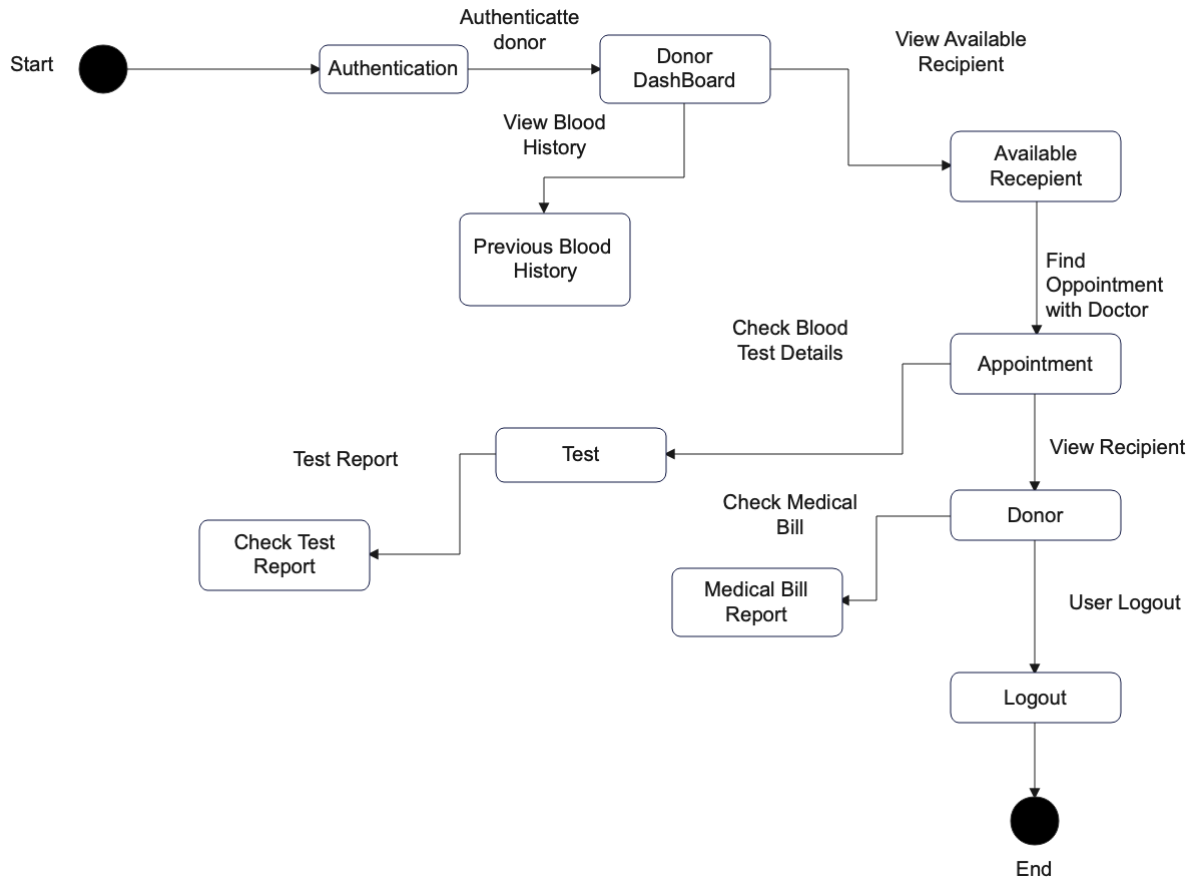 Authenticatte
donor
View Available
Recipient
Start
Authentication
Donor
DashBoard
View Blood
History
Available
Recepient
Previous Blood
History
Find
Oppointment
with Doctor
Check Blood
Test Details
Appointment
Test Report
Test
View Recipient
Check Medical
Bill
Donor
Check Test
Report
Medical Bill
Report
User Logout
Logout
End